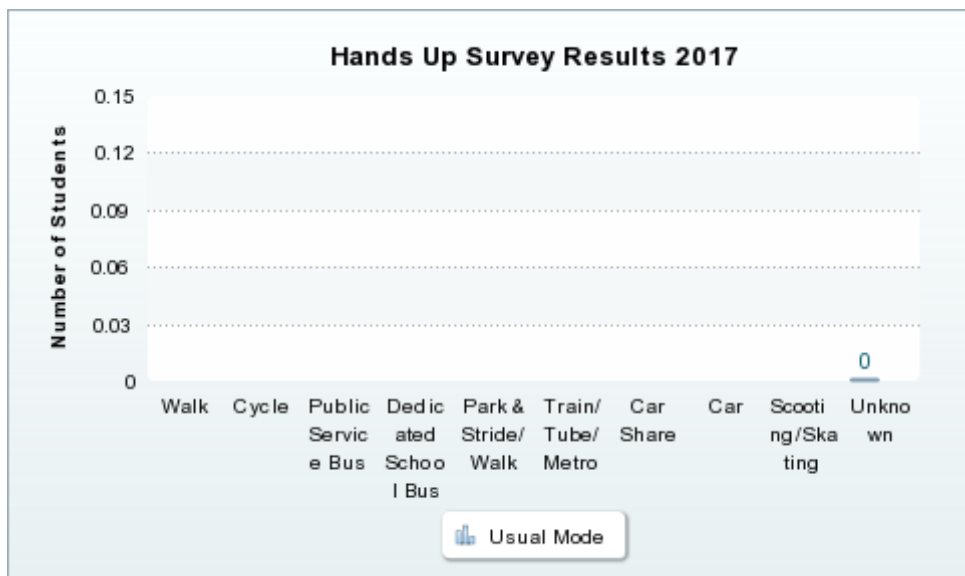 Hands Up Survey Results 2017
Number of Students
0.15
0.12
0.09
0.06
0.03
0
0
Walk
Cycle
Public
Servic
e Bus
Dedic
ated
Schoo
l Bus
Park &
Stride/
Walk
Train/
Tube/
Metro
Car
Share
Car
Scooti
ng/Ska
ting
Unkno
wn
Usual Mode